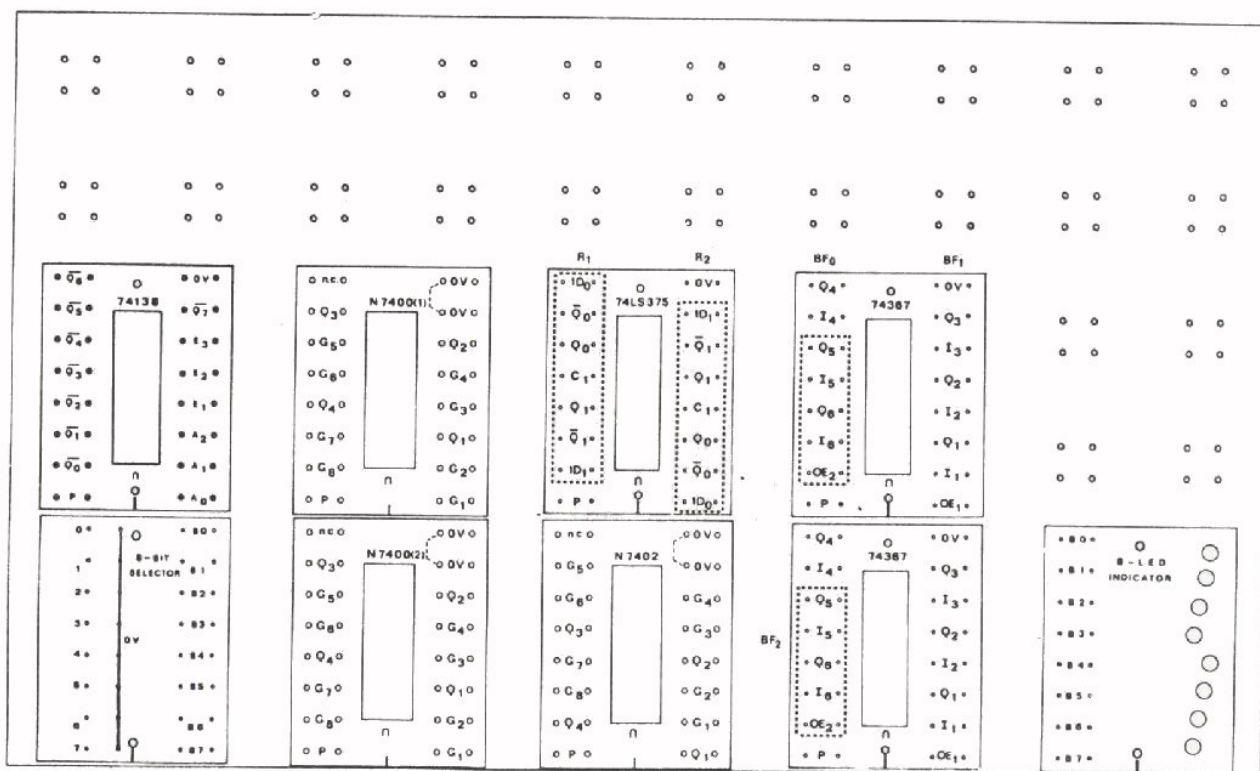 R₁
R₂
BF₀
BF₁
Q̅₆ 0V
74138
Q̅₅ Q̅₇
Q̅₄ E₃
Q̅₃ E₂
Q̅₂ E₁
Q̅₁ A₂
Q̅₀ A₁
P A₀
n.c. 0V
N7400(1)
Q₃ 0V
G₅ Q₂
G₆ G₄
Q₄ G₃
G₇ Q₁
G₈ G₂
P G₁
1D₀ 0V
74LS375
Q̅₀ 1D₁
Q₀ Q̅₁
C₁ Q₁
Q₁ C₁
Q̅₁ Q₀
1D₁ Q̅₀
P 1D₀
Q₄ 0V
74367
I₄ Q₃
Q₅ I₃
I₅ Q₂
Q₆ I₂
I₆ Q₁
OE₂ I₁
P OE₁
0 B0
8-BIT
SELECTOR
1 B1
2 B2
3 B3
0V
4 B4
5 B5
6 B6
7 B7
n.c. 0V
N7400(2)
Q₃ 0V
G₅ Q₂
G₆ G₄
Q₄ G₃
G₇ Q₁
G₈ G₂
P G₁
n.c. 0V
N7402
G₅ 0V
G₆ G₄
Q₃ G₃
G₇ Q₂
G₈ G₂
Q₄ G₁
P Q₁
BF₂
Q₄ 0V
74367
I₄ Q₃
Q₅ I₃
I₅ Q₂
Q₆ I₂
I₆ Q₁
OE₂ I₁
P OE₁
B0
8-LED
INDICATOR
B1
B2
B3
B4
B5
B6
B7